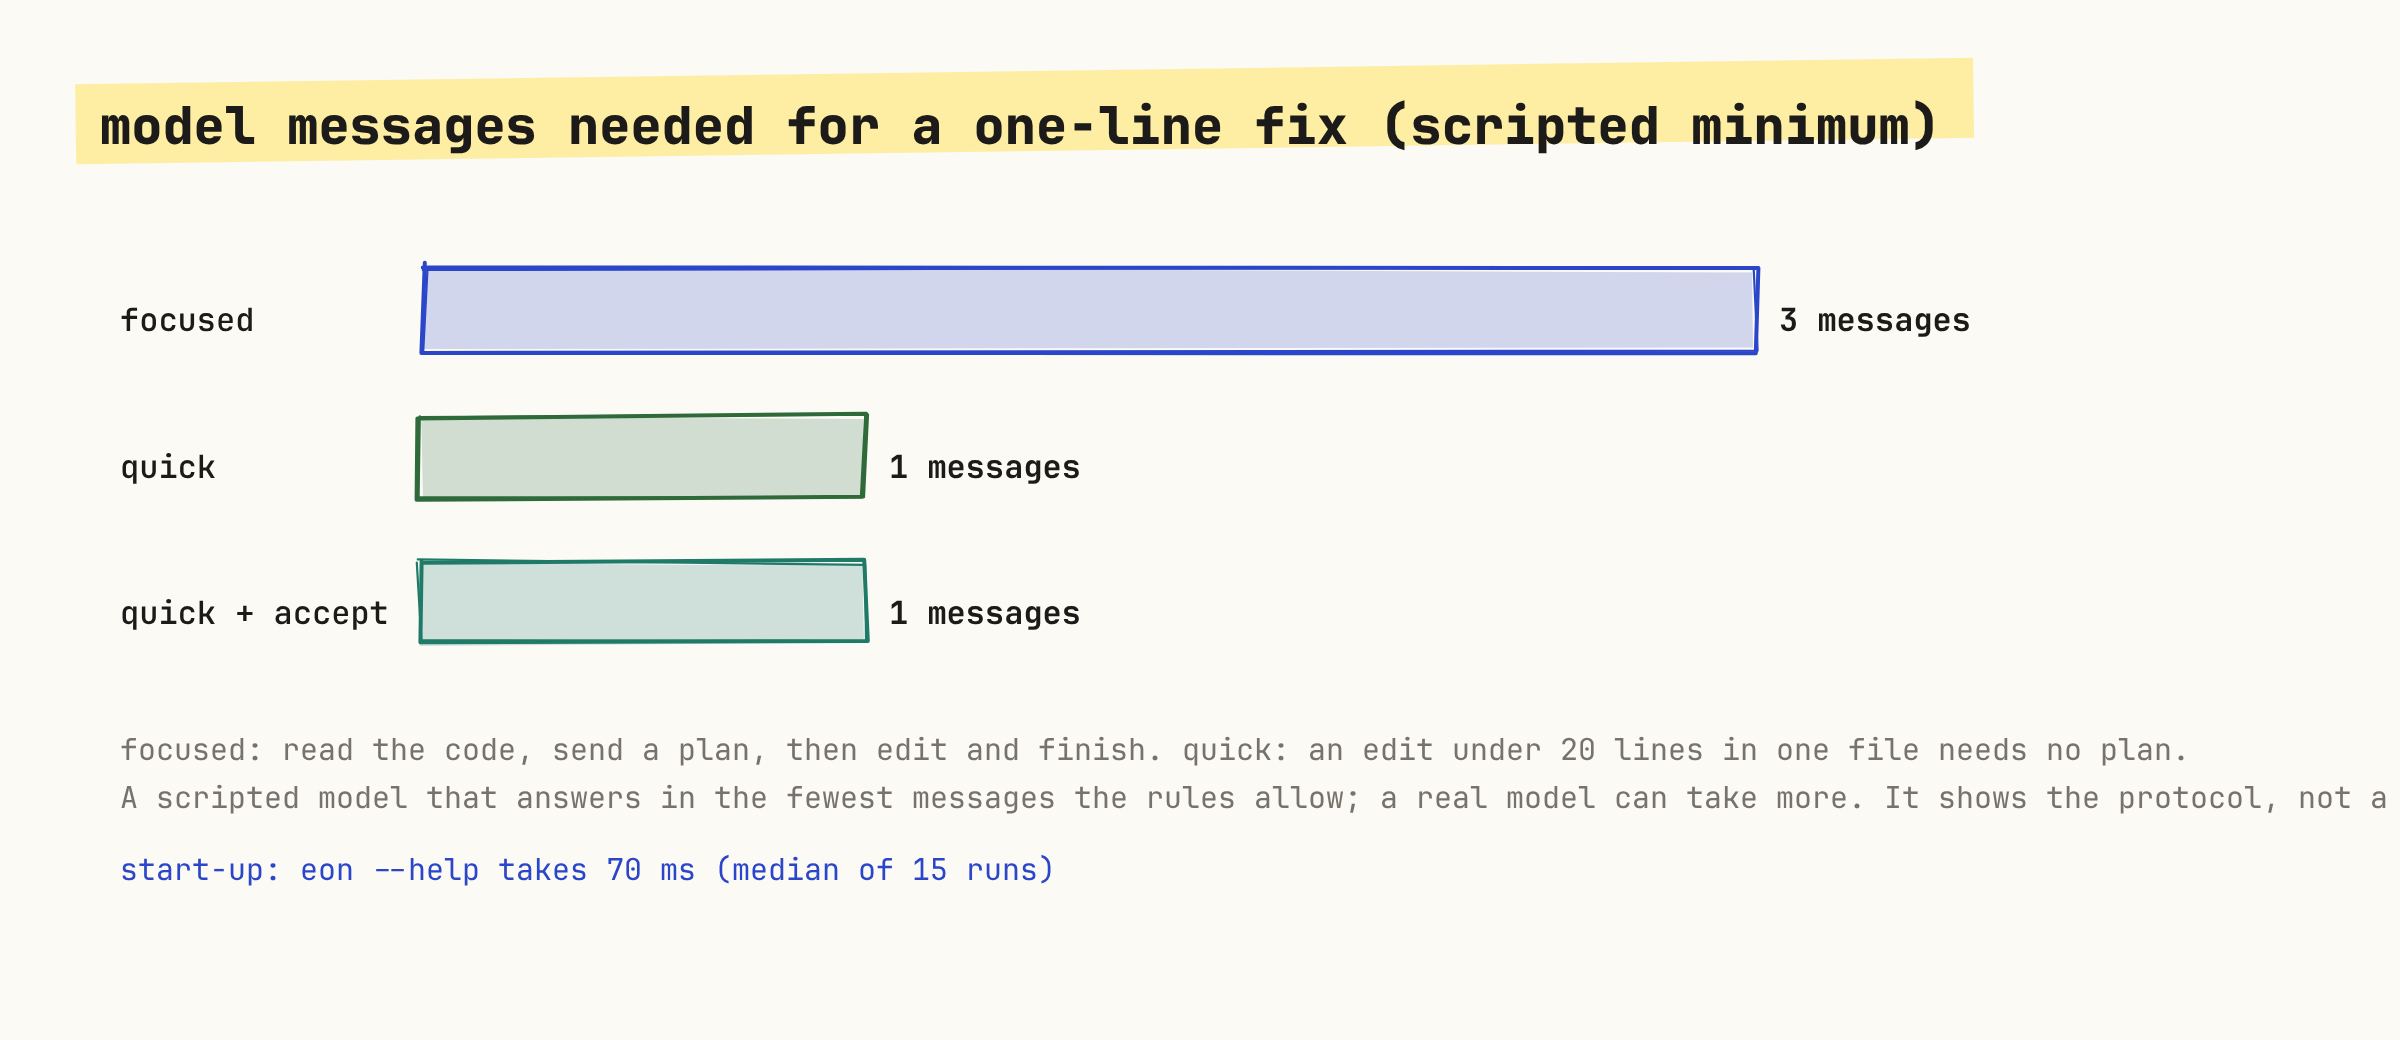 model messages needed for a one-line fix (scripted minimum)
focused 3 messages
quick 1 messages
quick + accept 1 messages
focused: read the code, send a plan, then edit and finish. quick: an edit under 20 lines in one file needs no plan.
A scripted model that answers in the fewest messages the rules allow; a real model can take more. It shows the protocol, not a
start-up: eon --help takes 70 ms (median of 15 runs)